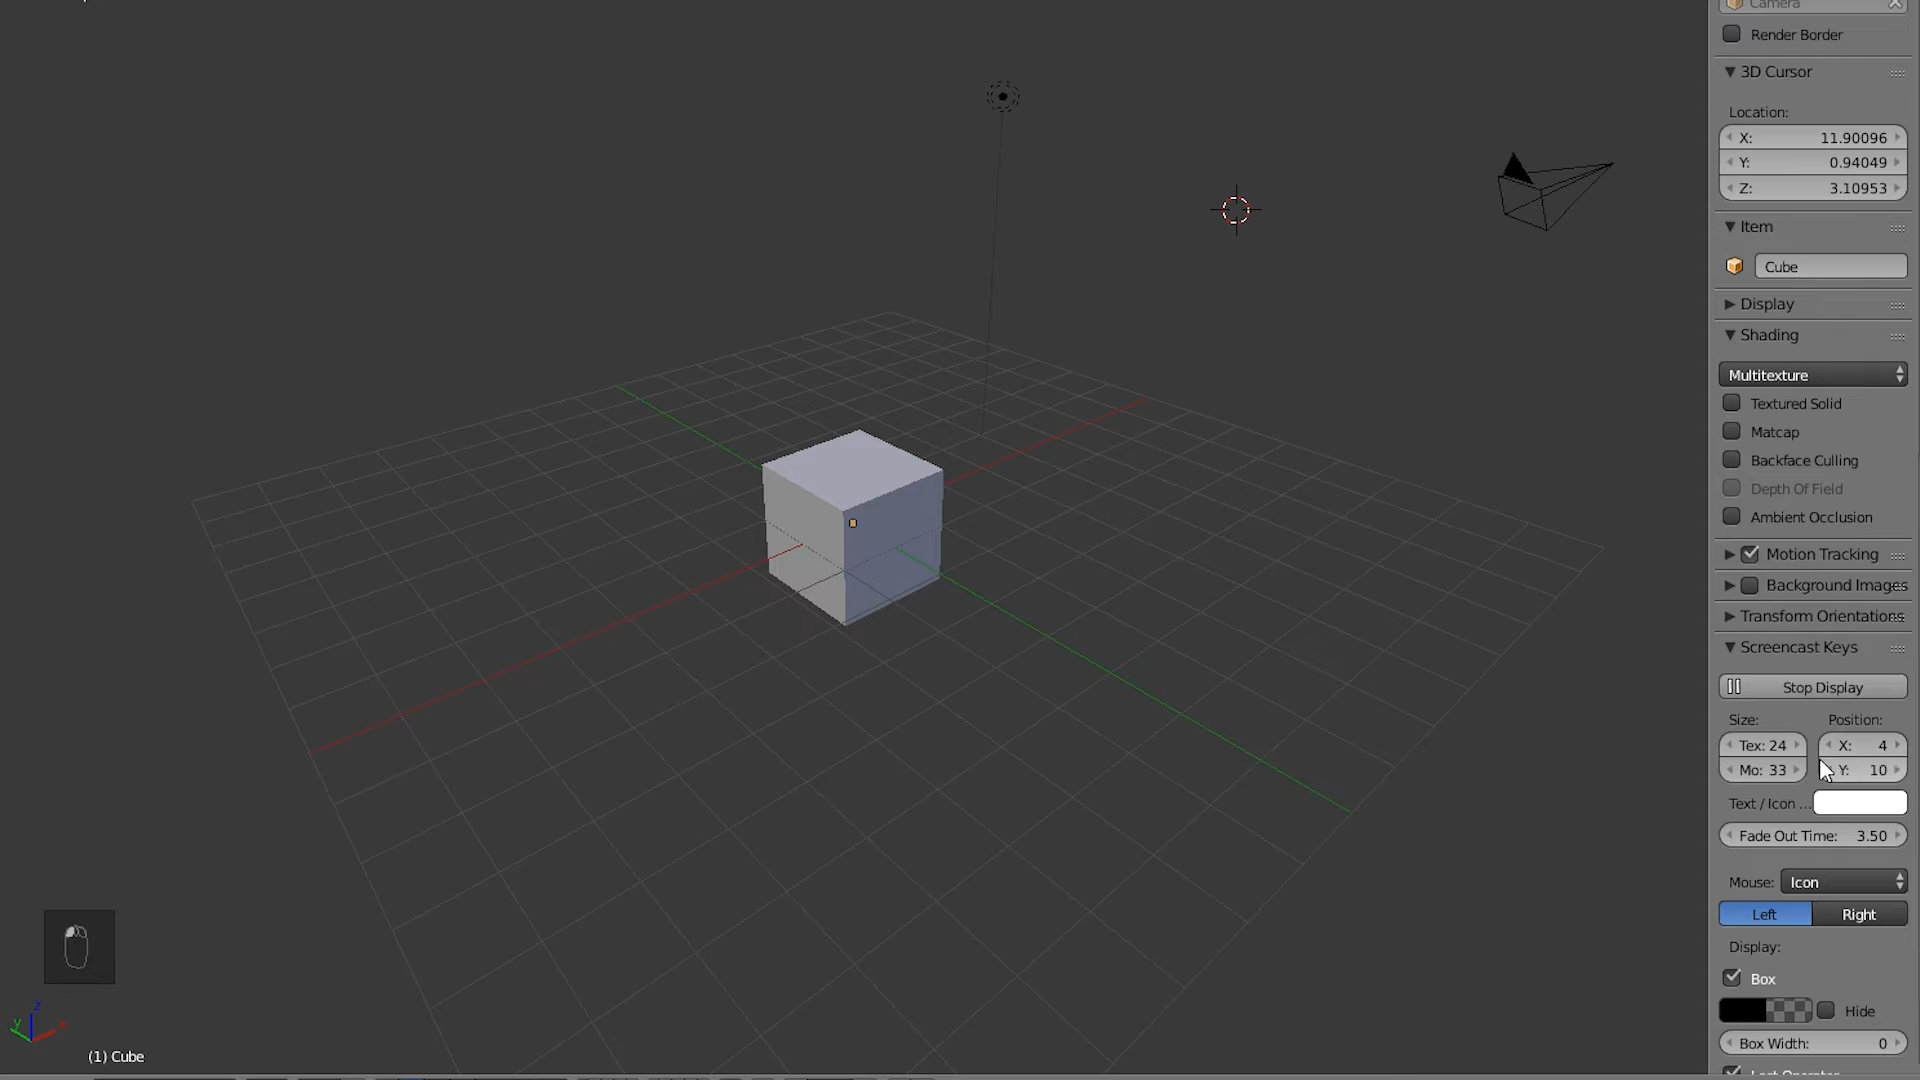 Camera
Render Border
3D Cursor
Location:
X: 11.90096
Y: 0.94049
Z: 3.10953
Item
Cube
Display
Shading
Multitexture
Textured Solid
Matcap
Backface Culling
Depth Of Field
Ambient Occlusion
Motion Tracking
Background Images
Transform Orientations
Screencast Keys
Stop Display
Size: Position:
Tex: 24 X: 4
Mo: 33 Y: 10
Text / Icon ...
Fade Out Time: 3.50
Mouse: Icon
Left Right
Display:
Box
Hide
Box Width: 0
Last Operator
z
y x
(1) Cube